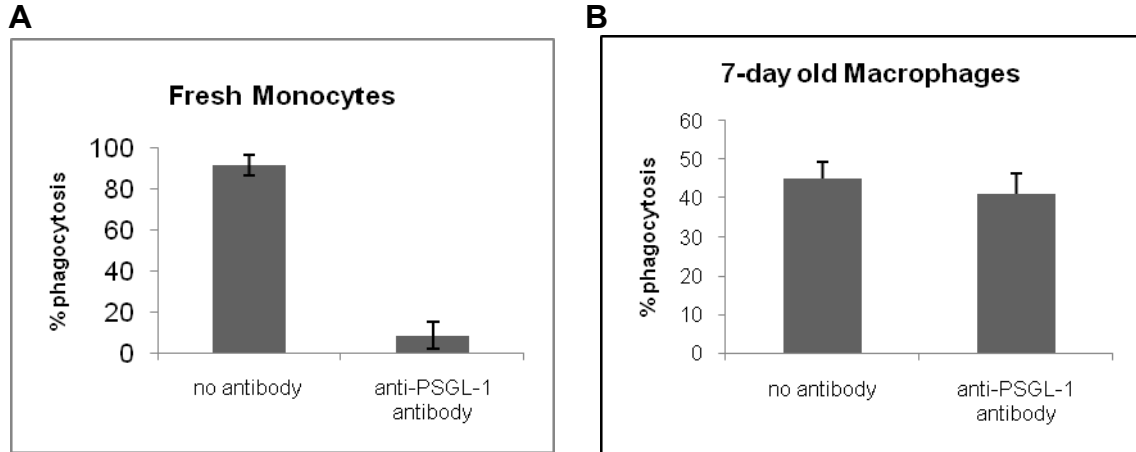 A
Fresh Monocytes
%phagocytosis
100
80
60
40
20
0
no antibody
anti-PSGL-1
antibody
B
7-day old Macrophages
%phagocytosis
60
50
40
30
20
10
0
no antibody
anti-PSGL-1
antibody